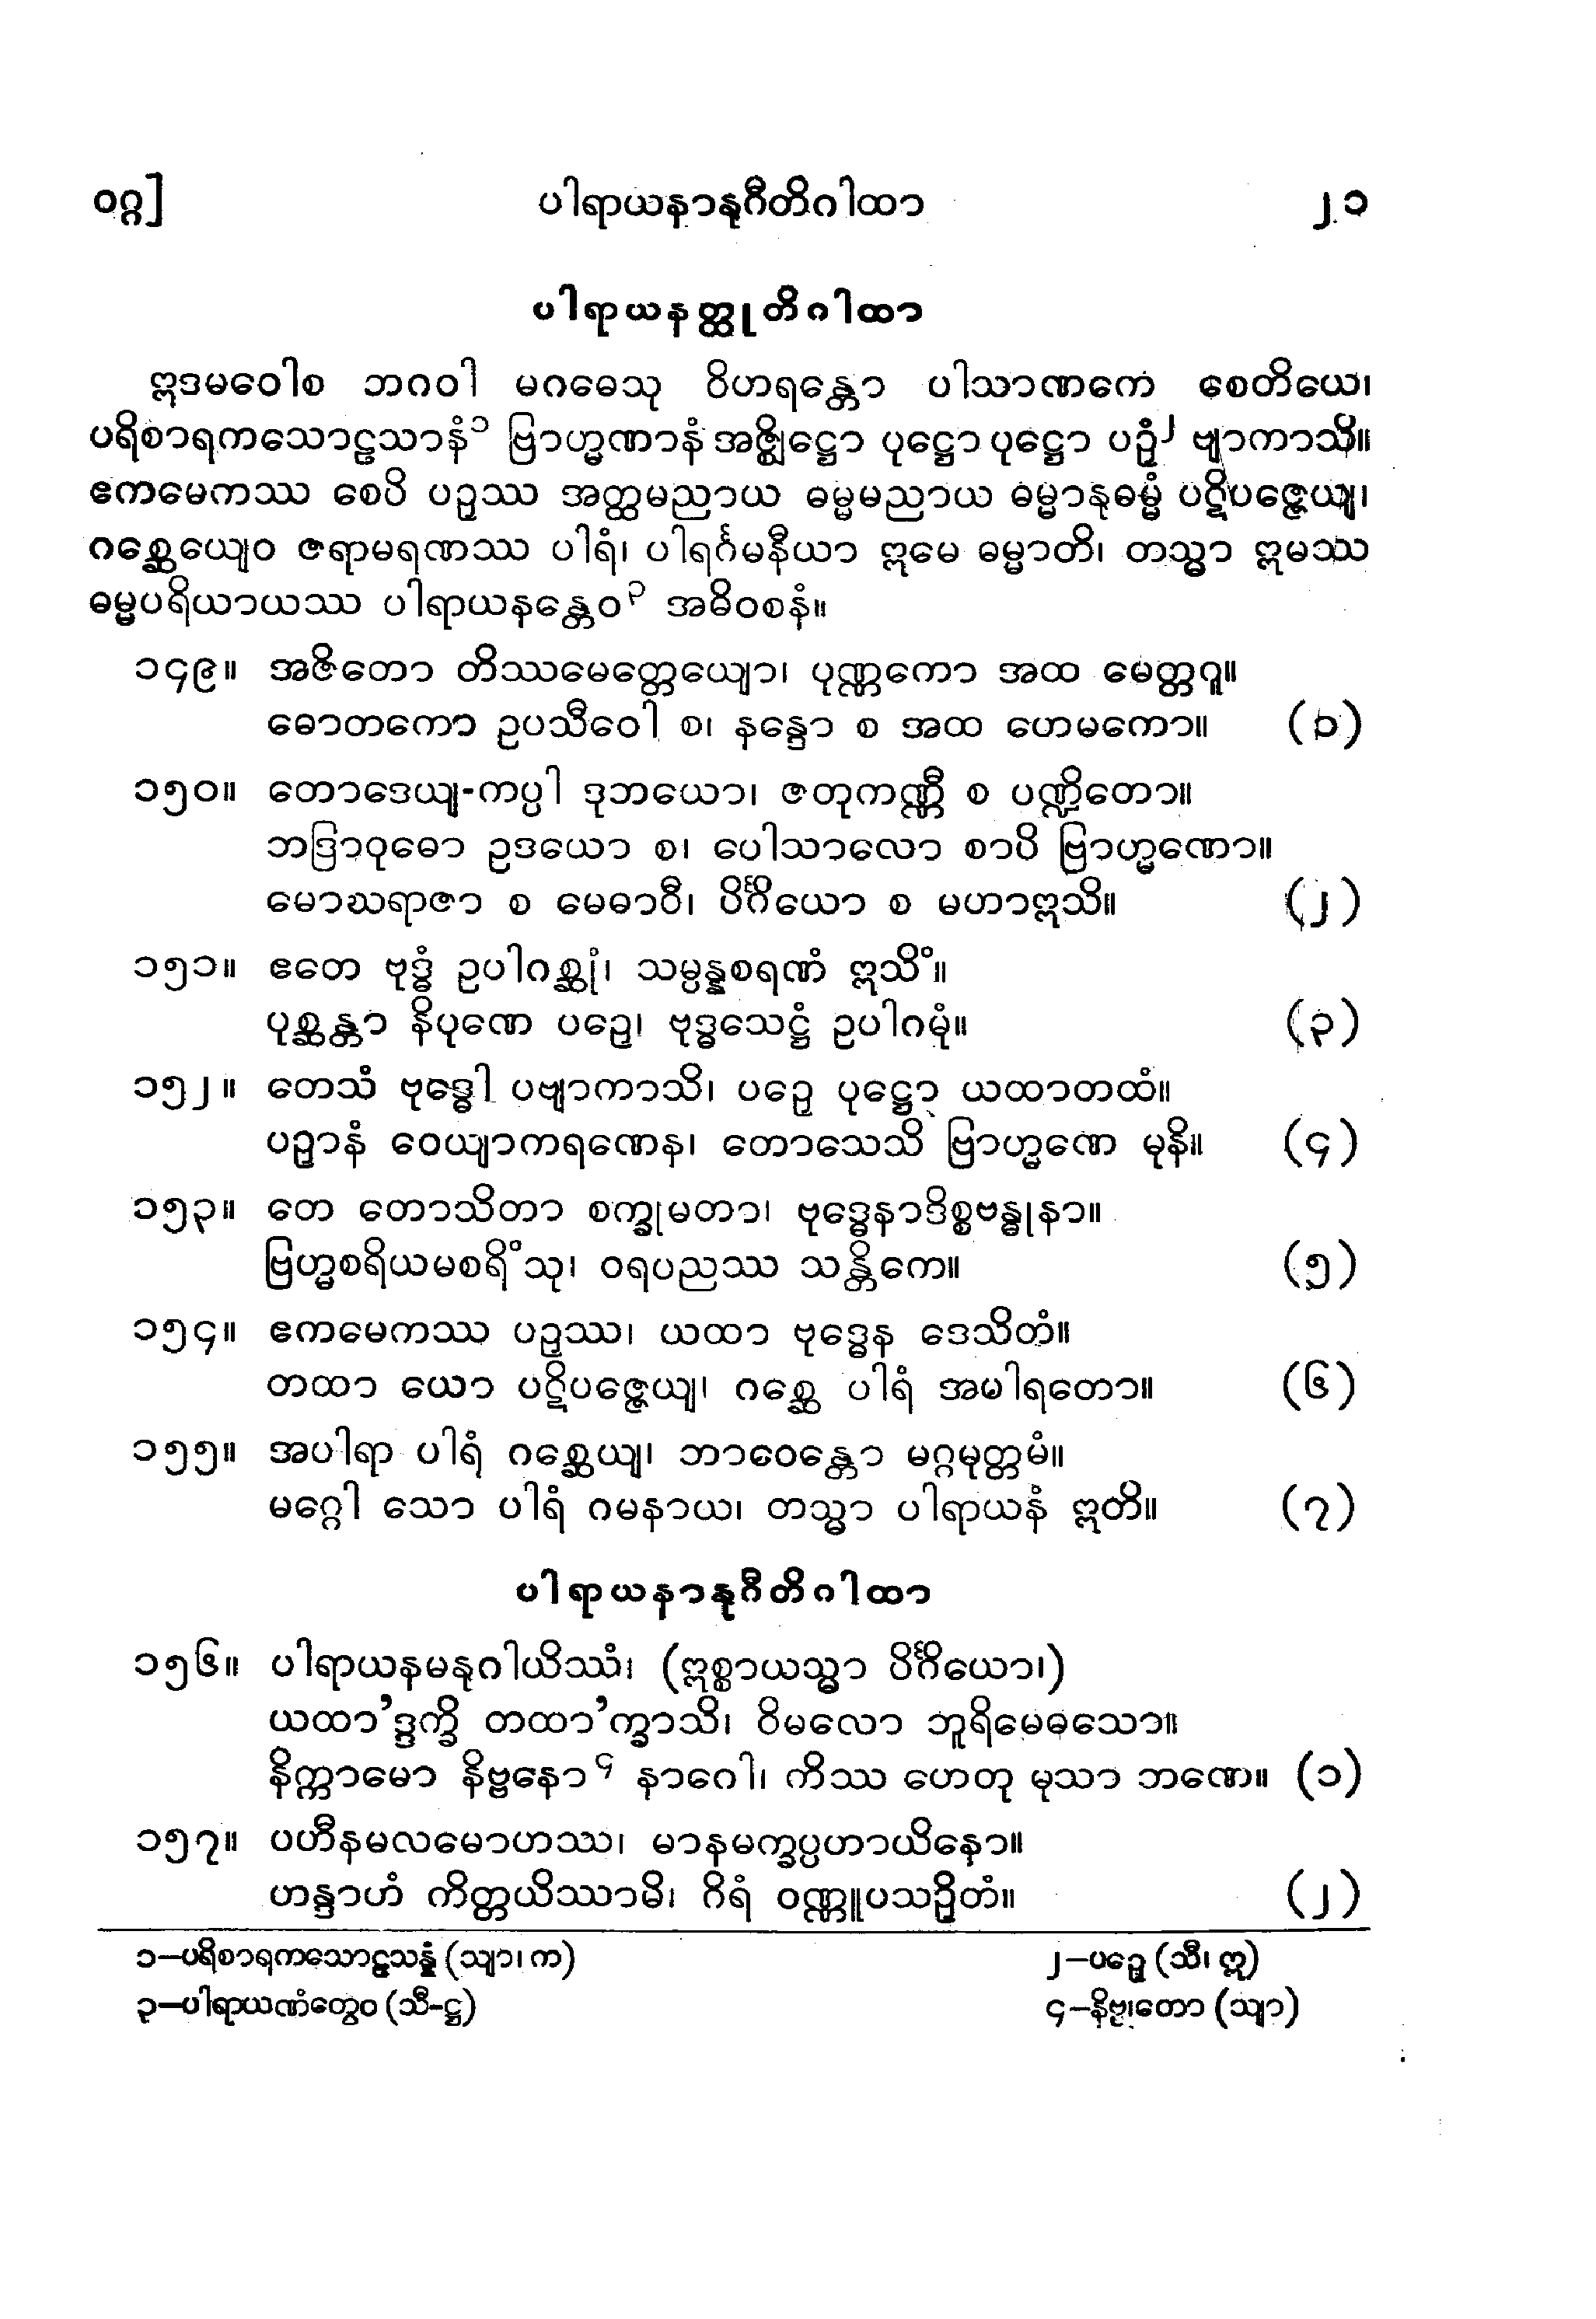 ဝဂ္ဂ] ပါရာယနာနုဂီတိဂါထာ ၂၁
ပါရာယနတ္ထုတိဂါထာ
ဣဒမဝေါစ ဘဂဝါ မဂဓေသု ဝိဟရန္တော ပါသာဏကေ စေတိယေ၊
ပရိစာရကသောဠသာနံ၁ ဗြာဟ္မဏာနံ အဇ္ဈိဋ္ဌော ပုဋ္ဌော ပုဋ္ဌော ပဉှံ၂ ဗျာကာသိ။
ဧကမေကဿ စေပိ ပဉှဿ အတ္ထမညာယ ဓမ္မမညာယ ဓမ္မာနုဓမ္မံ ပဋိပဇ္ဇေယျ၊
ဂစ္ဆေယျေဝ ဇရာမရဏဿ ပါရံ၊ ပါရင်္ဂမနီယာ ဣမေ ဓမ္မာတိ၊ တသ္မာ ဣမဿ
ဓမ္မပရိယာယဿ ပါရာယနန္တေဝ၃ အဓိဝစနံ။
၁၄၉။ အဇိတော တိဿမေတ္တေယျော၊ ပုဏ္ဏကော အထ မေတ္တဂူ။
ဓောတကော ဥပသီဝေါ စ၊ နန္ဒော စ အထ ဟေမကော။ (၁)
၁၅၀။ တောဒေယျ-ကပ္ပါ ဒုဘယော၊ ဇတုကဏ္ဏီ စ ပဏ္ဍိတော။
ဘဒြာဝုဓော ဥဒယော စ၊ ပေါသာလော စာပိ ဗြာဟ္မဏော။
မောဃရာဇာ စ မေဓာဝီ၊ ပိင်္ဂိယော စ မဟာဣသိ။ (၂)
၁၅၁။ ဧတေ ဗုဒ္ဓံ ဥပါဂစ္ဆုံ၊ သမ္ပန္နစရဏံ ဣသိံ။
ပုစ္ဆန္တာ နိပုဏေ ပဉှေ၊ ဗုဒ္ဓသေဋ္ဌံ ဥပါဂမုံ။ (၃)
၁၅၂။ တေသံ ဗုဒ္ဓေါ ပဗျာကာသိ၊ ပဉှေ ပုဋ္ဌော ယထာတထံ။
ပဉှာနံ ဝေယျာကရဏေန၊ တောသေသိ ဗြာဟ္မဏေ မုနိ။ (၄)
၁၅၃။ တေ တောသိတာ စက္ခုမတာ၊ ဗုဒ္ဓေနာဒိစ္စဗန္ဓုနာ။
ဗြဟ္မစရိယမစရိံသု၊ ဝရပညဿ သန္တိကေ။ (၅)
၁၅၄။ ဧကမေကဿ ပဉှဿ၊ ယထာ ဗုဒ္ဓေန ဒေသိတံ။
တထာ ယော ပဋိပဇ္ဇေယျ၊ ဂစ္ဆေ ပါရံ အပါရတော။ (၆)
၁၅၅။ အပါရာ ပါရံ ဂစ္ဆေယျ၊ ဘာဝေန္တော မဂ္ဂမုတ္တမံ။
မဂ္ဂေါ သော ပါရံ ဂမနာယ၊ တသ္မာ ပါရာယနံ ဣတိ။ (၇)
ပါရာယနာနုဂီတိဂါထာ
၁၅၆။ ပါရာယနမနုဂါယိဿံ၊ (ဣစ္စာယသ္မာ ပိင်္ဂိယော၊)
ယထာ’ဒ္ဒက္ခိ တထာ’က္ခာသိ၊ ဝိမလော ဘူရိမေဓသော။
နိက္ကာမော နိဗ္ဗနော၄ နာဂေါ၊ ကိဿ ဟေတု မုသာ ဘဏေ။ (၁)
၁၅၇။ ပဟီနမလမောဟဿ၊ မာနမက္ခပ္ပဟာယိနော။
ဟန္ဒာဟံ ကိတ္တယိဿာမိ၊ ဂိရံ ဝဏ္ဏူပသဉှိတံ။ (၂)
၁–ပရိစာရကသောဠသန္နံ (သျာ၊ က) ၂–ပဉှေ (သီ၊ ဣ)
၃–ပါရာယဏံတွေဝ (သီ-ဋ္ဌ) ၄–နိဗ္ဗုတော (သျာ)